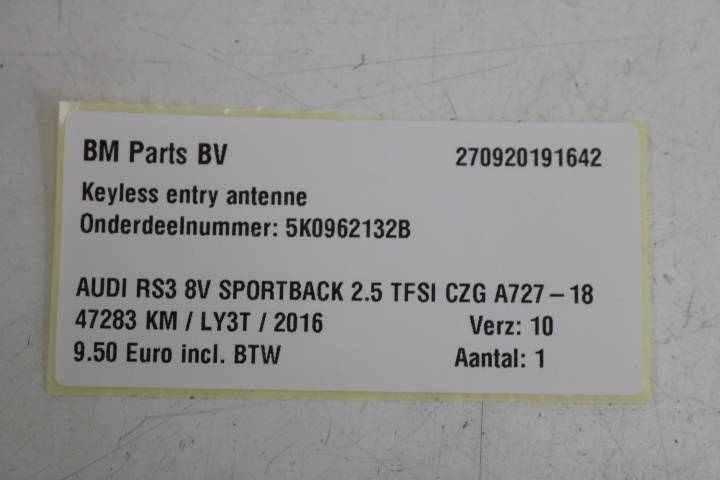 BM Parts BV 270920191642
Keyless entry antenne
Onderdeelnummer: 5K0962132B
AUDI RS3 8V SPORTBACK 2.5 TFSI CZG A727-18
47283 KM / LY3T / 2016 Verz: 10
9.50 Euro incl. BTW Aantal: 1